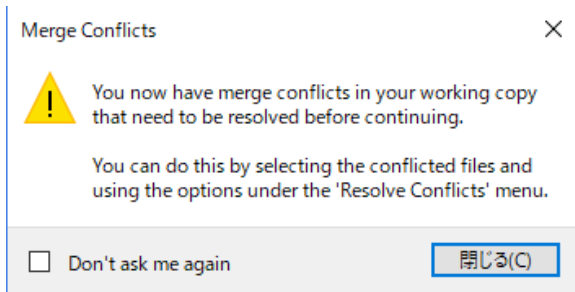 Merge Conflicts
You now have merge conflicts in your working copy
that need to be resolved before continuing.
You can do this by selecting the conflicted files and
using the options under the 'Resolve Conflicts' menu.
Don't ask me again
閉じる(C)